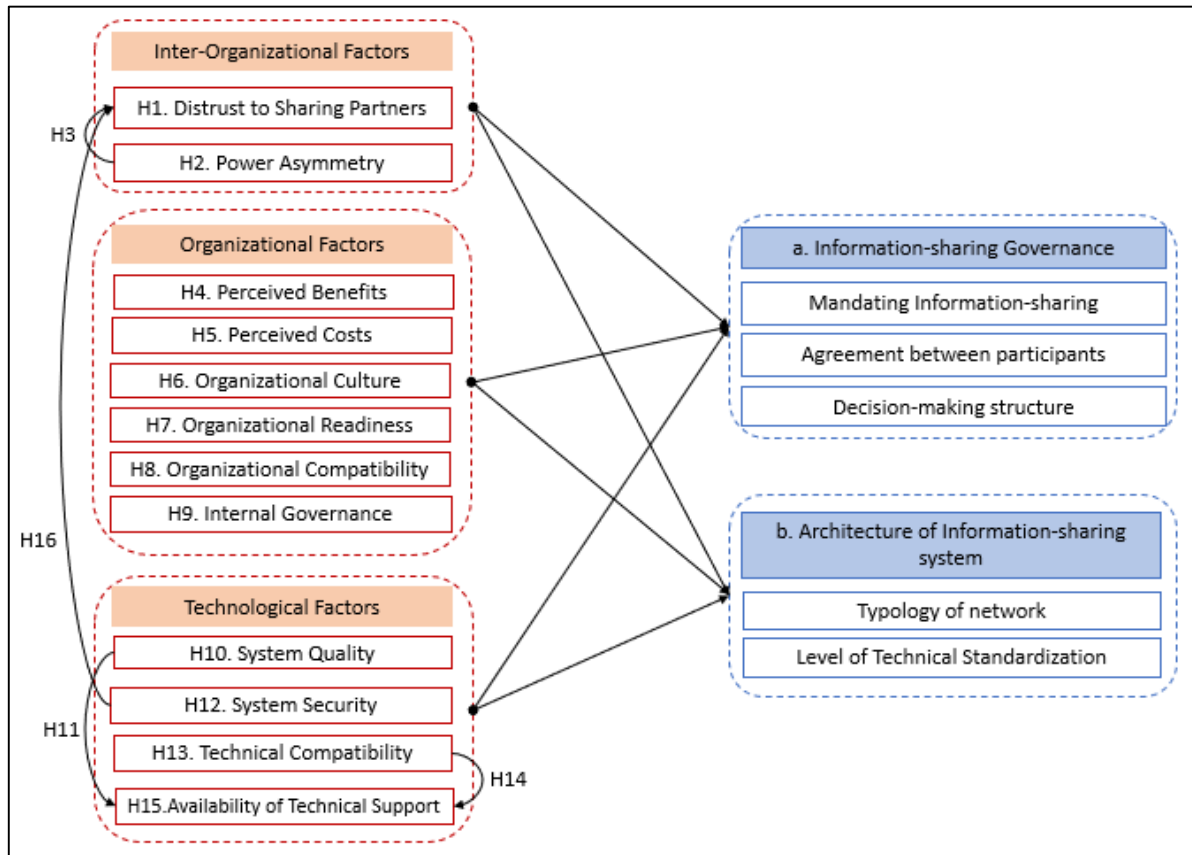 Inter-Organizational Factors
H1. Distrust to Sharing Partners
H3
H2. Power Asymmetry
Organizational Factors
H4. Perceived Benefits
H5. Perceived Costs
H6. Organizational Culture
H7. Organizational Readiness
H8. Organizational Compatibility
H9. Internal Governance
H16
Technological Factors
H10. System Quality
H12. System Security
H11
H13. Technical Compatibility
H14
H15.Availability of Technical Support
a. Information-sharing Governance
Mandating Information-sharing
Agreement between participants
Decision-making structure
b. Architecture of Information-sharing
system
Typology of network
Level of Technical Standardization